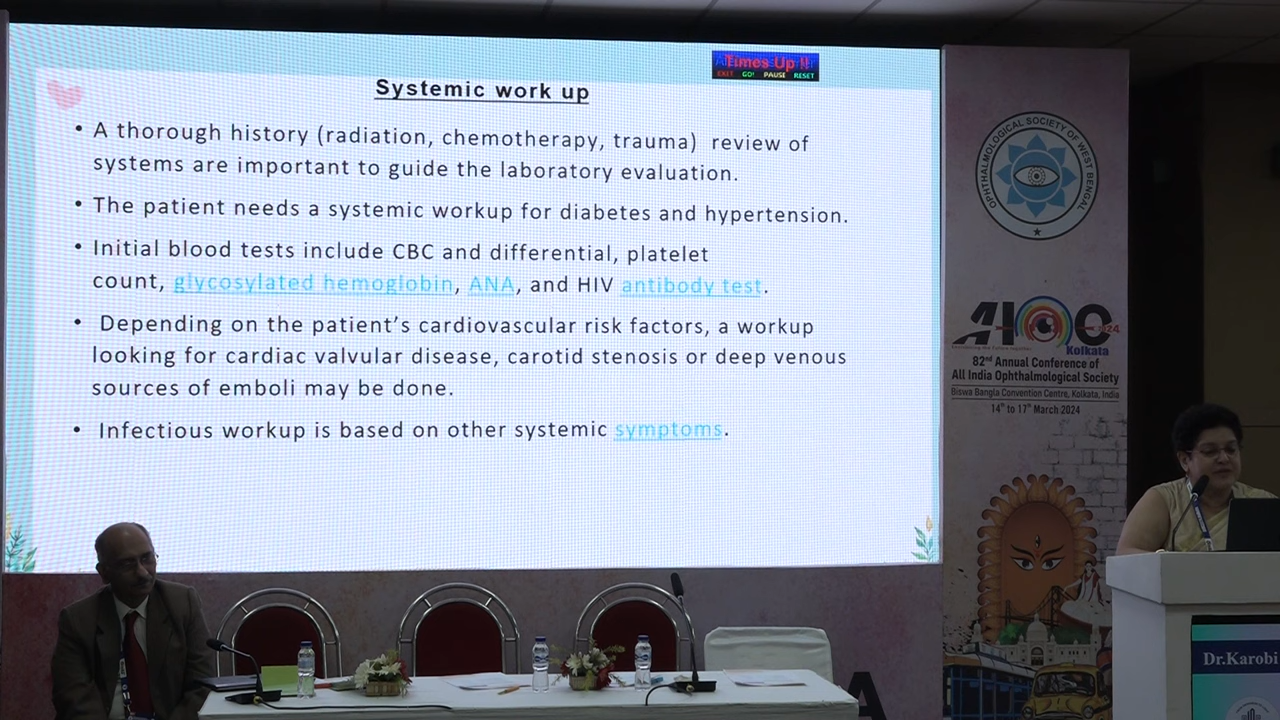 Times Up !!
EXIT GO! PAUSE RESET
Systemic work up
• A thorough history (radiation, chemotherapy, trauma) review of
systems are important to guide the laboratory evaluation.
• The patient needs a systemic workup for diabetes and hypertension.
• Initial blood tests include CBC and differential, platelet
count, glycosylated hemoglobin, ANA, and HIV antibody test.
• Depending on the patient's cardiovascular risk factors, a workup
looking for cardiac valvular disease, carotid stenosis or deep venous
sources of emboli may be done.
• Infectious workup is based on other systemic symptoms.
OPHTHALMOLOGICAL SOCIETY OF WEST BENGAL
AIOC 2024
Kolkata
82nd Annual Conference of
All India Ophthalmological Society
Biswa Bangla Convention Centre, Kolkata, India
14th to 17th March 2024
Dr.Karobi
A